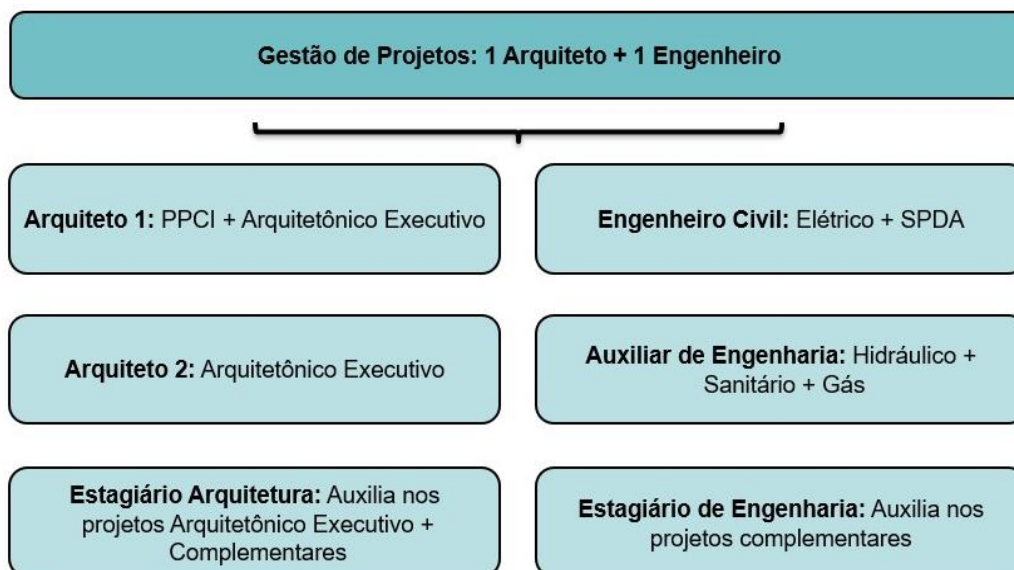 Gestão de Projetos: 1 Arquiteto + 1 Engenheiro
Arquiteto 1: PPCI + Arquitetônico Executivo
Engenheiro Civil: Elétrico + SPDA
Arquiteto 2: Arquitetônico Executivo
Auxiliar de Engenharia: Hidráulico +
Sanitário + Gás
Estagiário Arquitetura: Auxilia nos
projetos Arquitetônico Executivo +
Complementares
Estagiário de Engenharia: Auxilia nos
projetos complementares